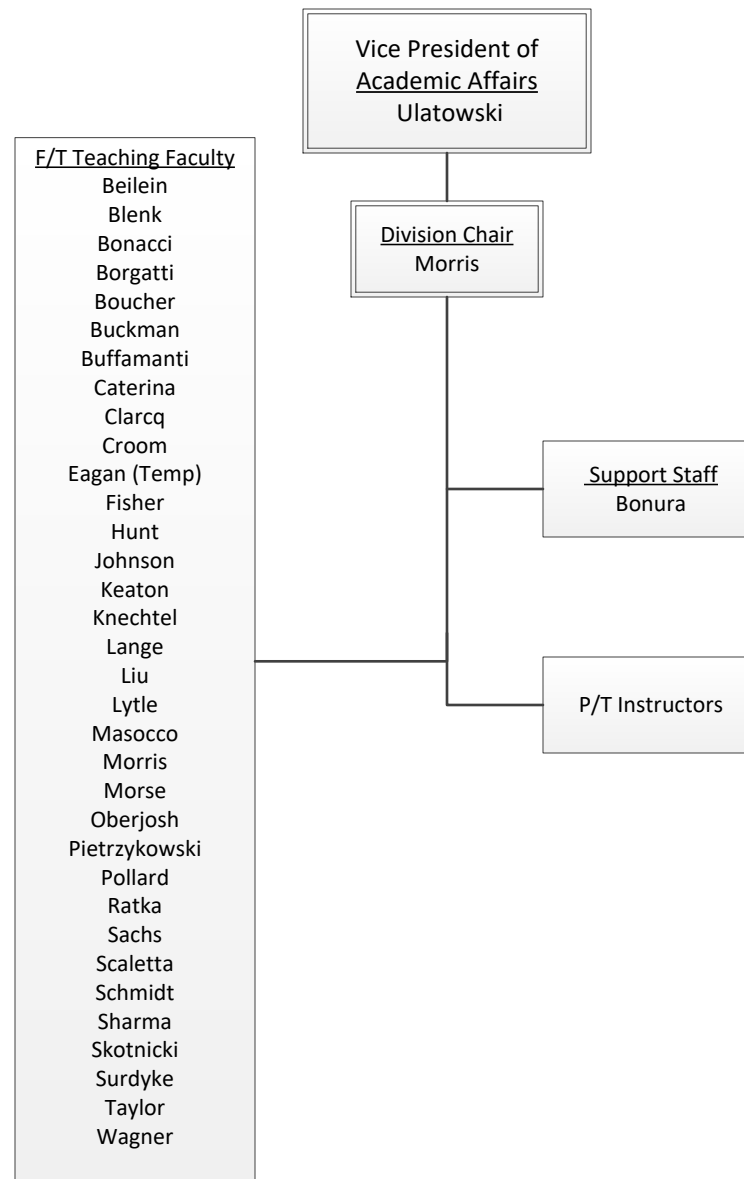 Vice President of
Academic Affairs
Ulatowski
Division Chair
Morris
F/T Teaching Faculty
Beilein
Blenk
Bonacci
Borgatti
Boucher
Buckman
Buffamanti
Caterina
Clarcq
Croom
Eagan (Temp)
Fisher
Hunt
Johnson
Keaton
Knechtel
Lange
Liu
Lytle
Masocco
Morris
Morse
Oberjosh
Pietrzykowski
Pollard
Ratka
Sachs
Scaletta
Schmidt
Sharma
Skotnicki
Surdyke
Taylor
Wagner
Support Staff
Bonura
P/T Instructors